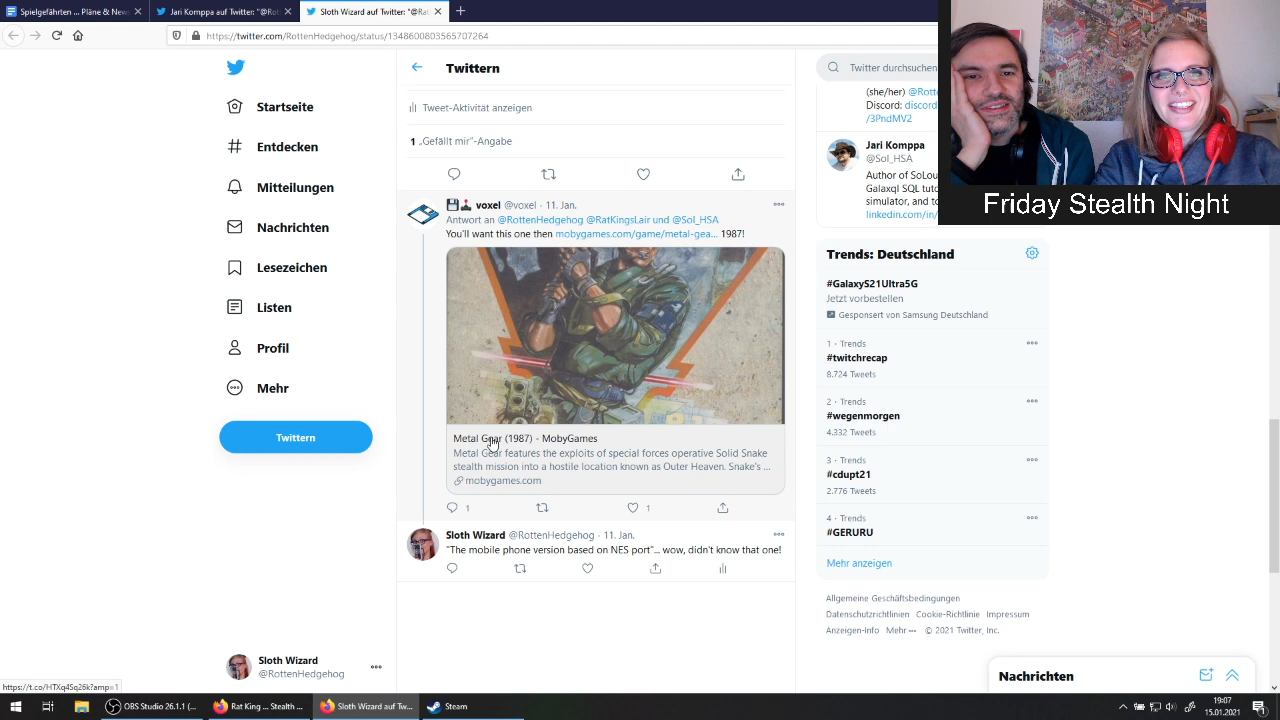 Spielgefährten ... Pläne & New
Jari Komppa auf Twitter: "@Rot
Sloth Wizard auf Twitter: "@Rat
https://twitter.com/RottenHedgehog/status/1348600803565707264
Startseite
Entdecken
Mitteilungen
Nachrichten
Lesezeichen
Listen
Profil
Mehr
Twittern
Sloth Wizard
@RottenHedgehog
Twittern
Tweet-Aktivität anzeigen
1 „Gefällt mir“-Angabe
voxel @voxel · 11. Jan.
Antwort an @RottenHedgehog @RatKingsLair und @Sol_HSA
You'll want this one then mobygames.com/game/metal-gea... 1987!
Metal Gear (1987) - MobyGames
Metal Gear features the exploits of special forces operative Solid Snake
stealth mission into a hostile location known as Outer Heaven. Snake's ...
mobygames.com
1
1
Sloth Wizard @RottenHedgehog · 11. Jan.
"The mobile phone version based on NES port"... wow, didn't know that one!
Twitter durchsuchen
(she/her) @Rott
Discord: discord
/3PndMV2
Jari Komppa
@Sol_HSA
Author of SoLou
Galaxql SQL tuto
simulator, and to
linkedin.com/in/
Friday Stealth Night
Trends: Deutschland
#GalaxyS21Ultra5G
Jetzt vorbestellen
Gesponsert von Samsung Deutschland
1 · Trends
#twitchrecap
8.724 Tweets
2 · Trends
#wegenmorgen
4.332 Tweets
3 · Trends
#cdupt21
2.776 Tweets
4 · Trends
#GERURU
Mehr anzeigen
Allgemeine Geschäftsbedingungen
Datenschutzrichtlinien Cookie-Richtlinie Impressum
Anzeigen-Info Mehr ••• © 2021 Twitter, Inc.
Nachrichten
https://t.co/HTXq4Sq26k?amp=1
OBS Studio 26.1.1 (...
Rat King ... Stealth ...
Sloth Wizard auf Tw...
Steam
19:07
15.01.2021